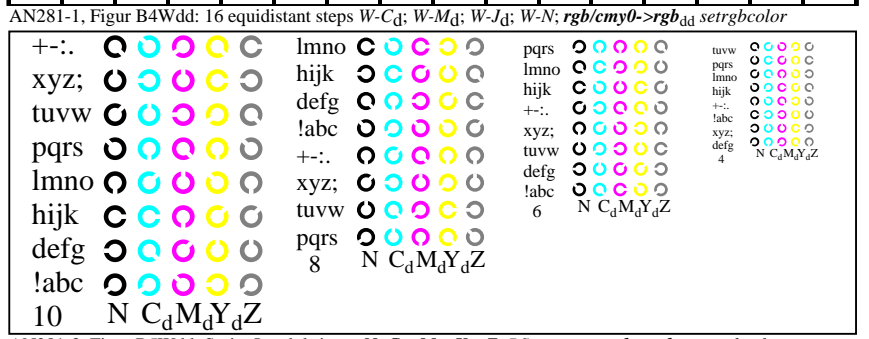 AN281-1, Figur B4Wdd: 16 equidistant steps W-Cd; W-Md; W-Jd; W-N; rgb/cmy0->rgbdd setrgbcolor
+-:.
xyz;
tuvw
pqrs
lmno
hijk
defg
!abc
10 N CdMdYdZ
lmno
hijk
defg
!abc
+-:.
xyz;
tuvw
pqrs
8 N CdMdYdZ
pqrs
lmno
hijk
+-:.
xyz;
tuvw
defg
!abc
6 N CdMdYdZ
tuvw
pqrs
lmno
hijk
+-:.
!abc
xyz;
defg
4 N CdMdYdZ